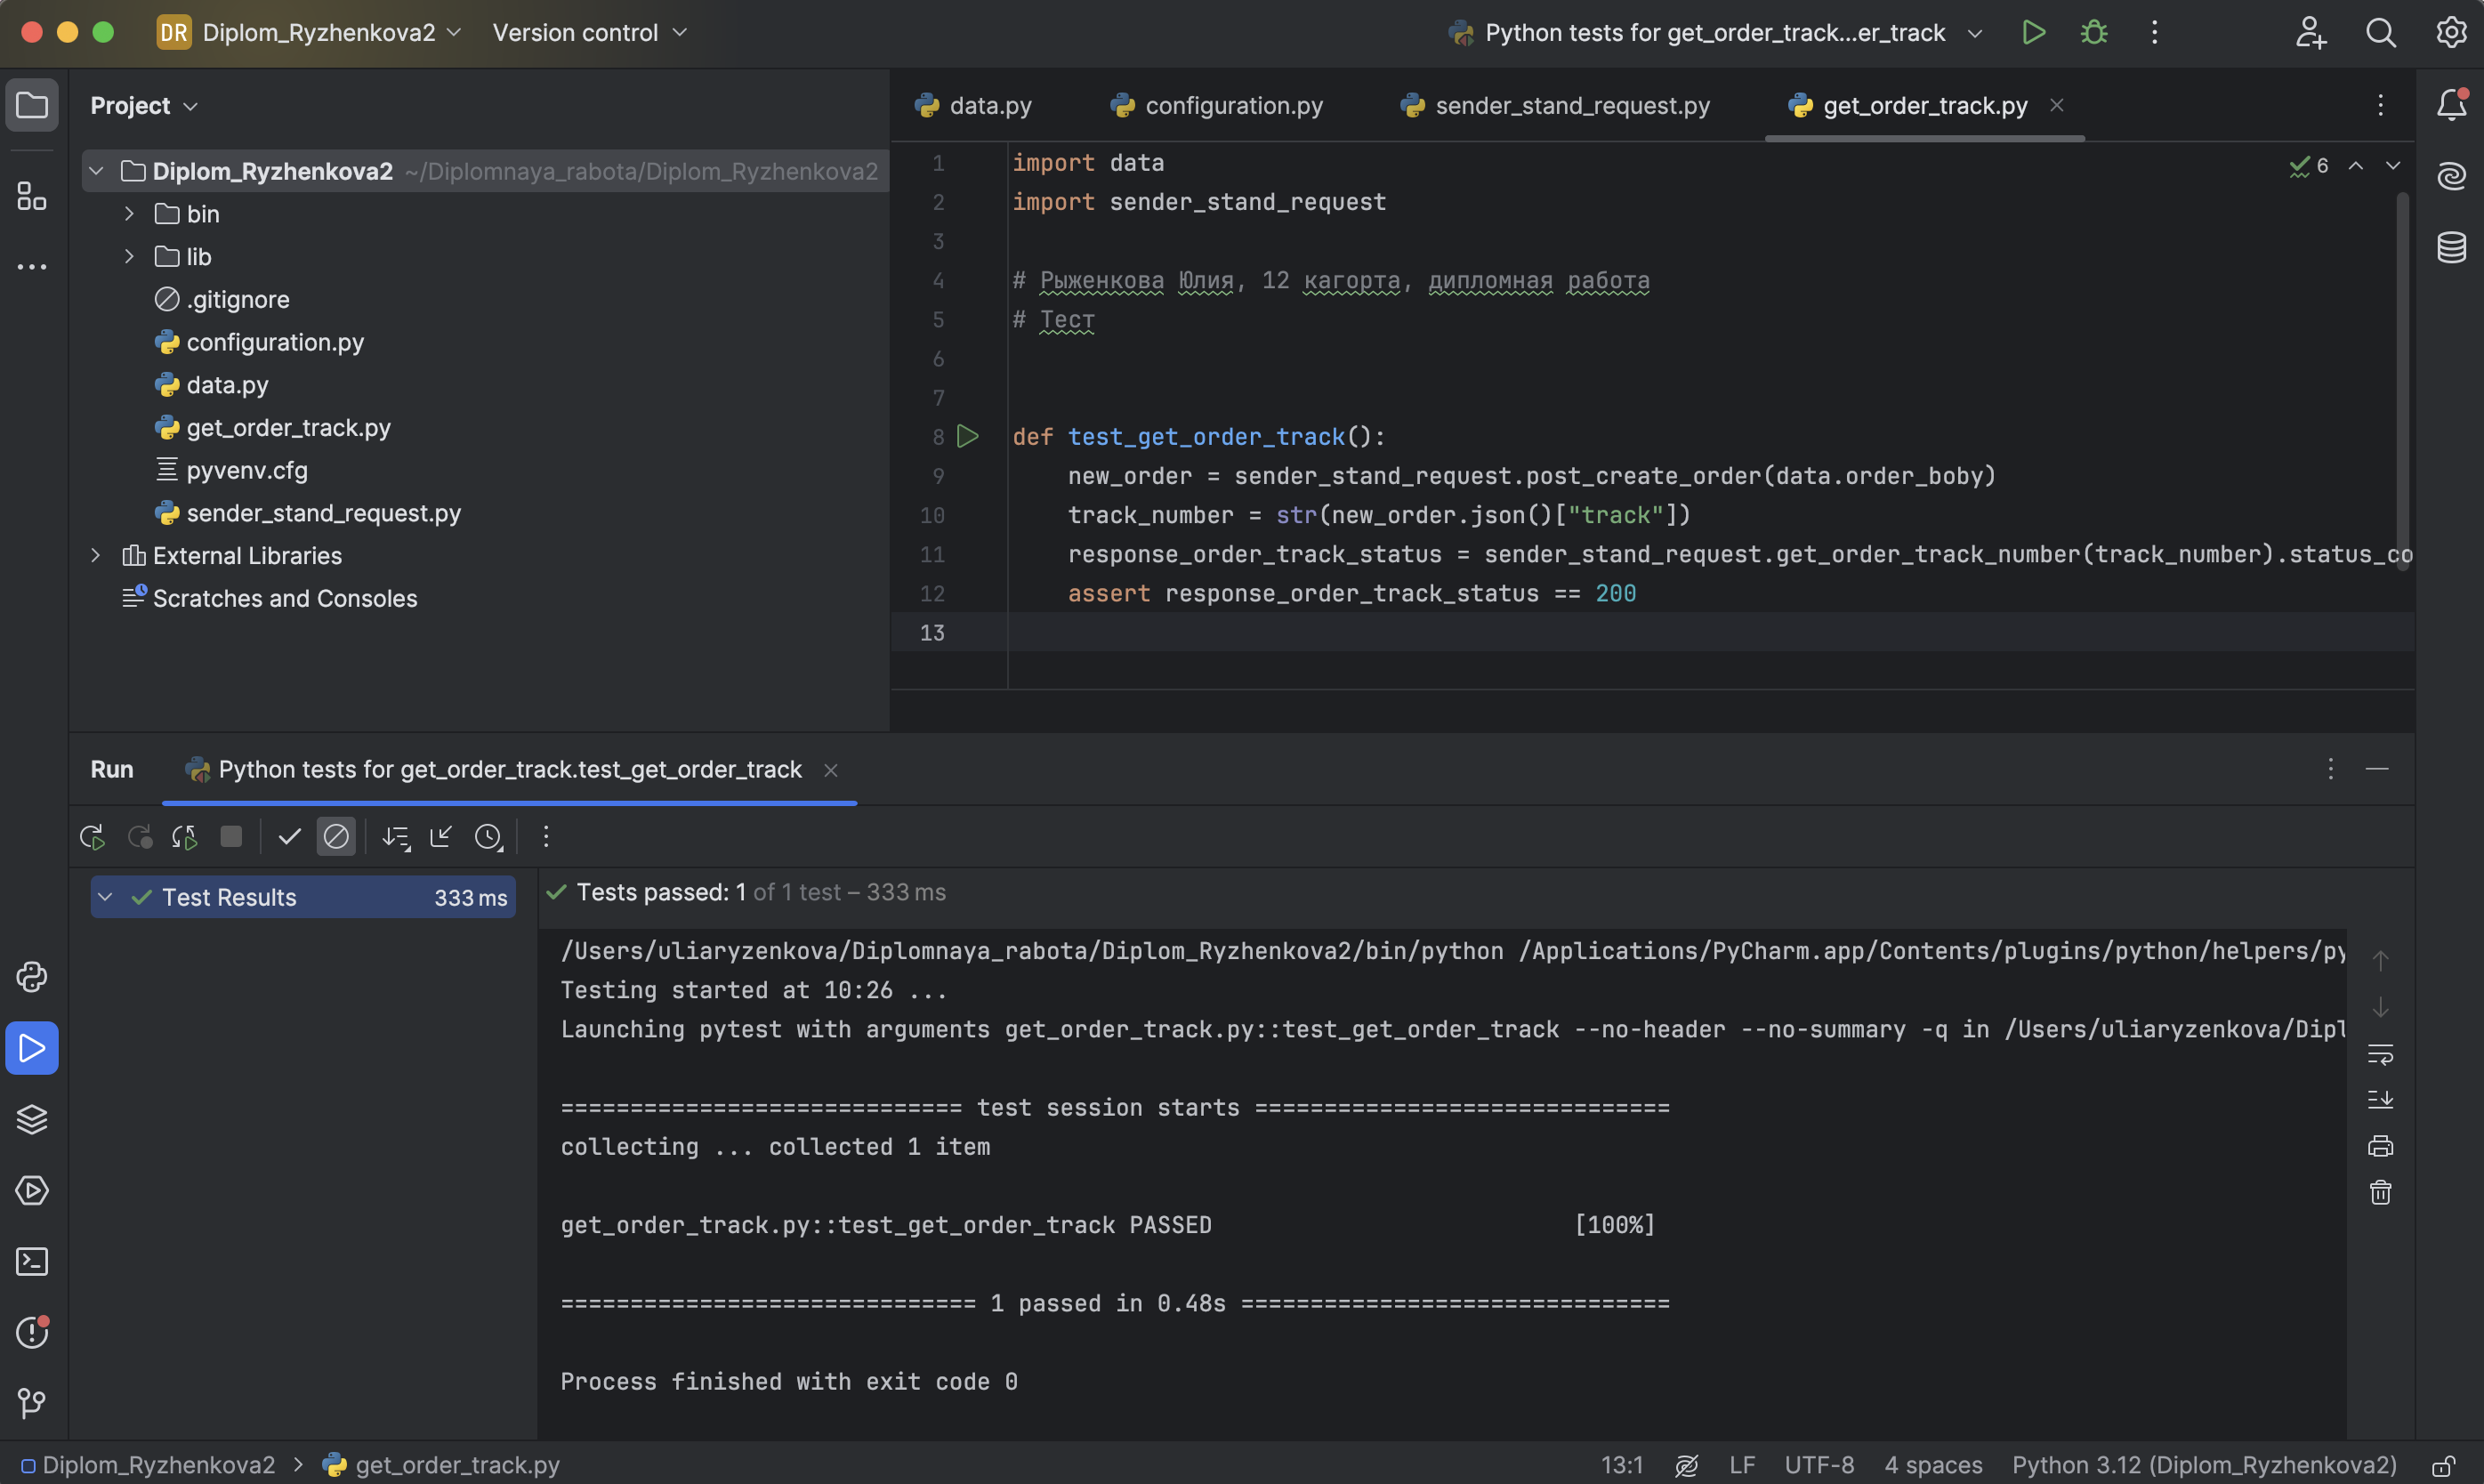 DR Diplom_Ryzhenkova2 Version control Python tests for get_order_track...er_track
Project
Diplom_Ryzhenkova2 ~/Diplomnaya_rabota/Diplom_Ryzhenkova2
bin
lib
.gitignore
configuration.py
data.py
get_order_track.py
pyvenv.cfg
sender_stand_request.py
External Libraries
Scratches and Consoles
data.py configuration.py sender_stand_request.py get_order_track.py
6
1 import data
2 import sender_stand_request
3
4 # Рыженкова Юлия, 12 кагорта, дипломная работа
5 # Тест
6
7
8 def test_get_order_track():
9 new_order = sender_stand_request.post_create_order(data.order_boby)
10 track_number = str(new_order.json()["track"])
11 response_order_track_status = sender_stand_request.get_order_track_number(track_number).status_co
12 assert response_order_track_status == 200
13
Run Python tests for get_order_track.test_get_order_track
Test Results 333 ms
Tests passed: 1 of 1 test – 333 ms
/Users/uliaryzenkova/Diplomnaya_rabota/Diplom_Ryzhenkova2/bin/python /Applications/PyCharm.app/Contents/plugins/python/helpers/py
Testing started at 10:26 ...
Launching pytest with arguments get_order_track.py::test_get_order_track --no-header --no-summary -q in /Users/uliaryzenkova/Dipl
============================= test session starts ==============================
collecting ... collected 1 item
get_order_track.py::test_get_order_track PASSED [100%]
============================== 1 passed in 0.48s ===============================
Process finished with exit code 0
Diplom_Ryzhenkova2 > get_order_track.py 13:1 LF UTF-8 4 spaces Python 3.12 (Diplom_Ryzhenkova2)